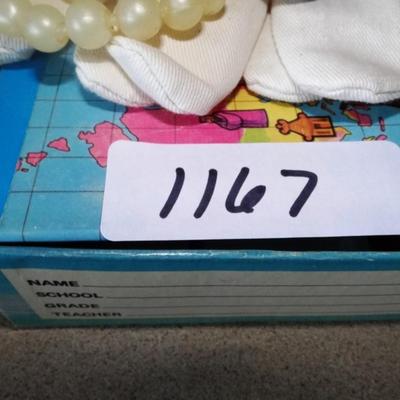 1167
NAME
SCHOOL
GRADE
TEACHER